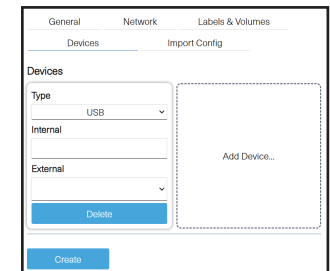 General Network Labels & Volumes
Devices Import Config
Devices
Type
USB
Internal
Add Device...
External
Delete
Create